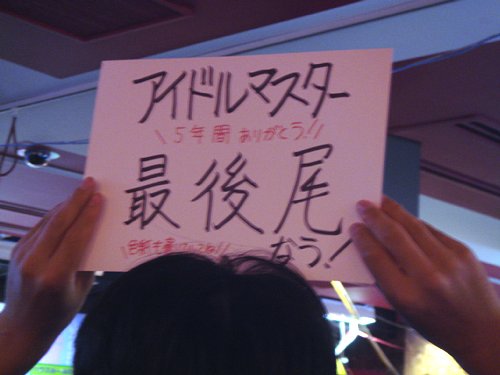 アイドルマスター
\ 5年間 ありがとう!! /
最後尾
なう!